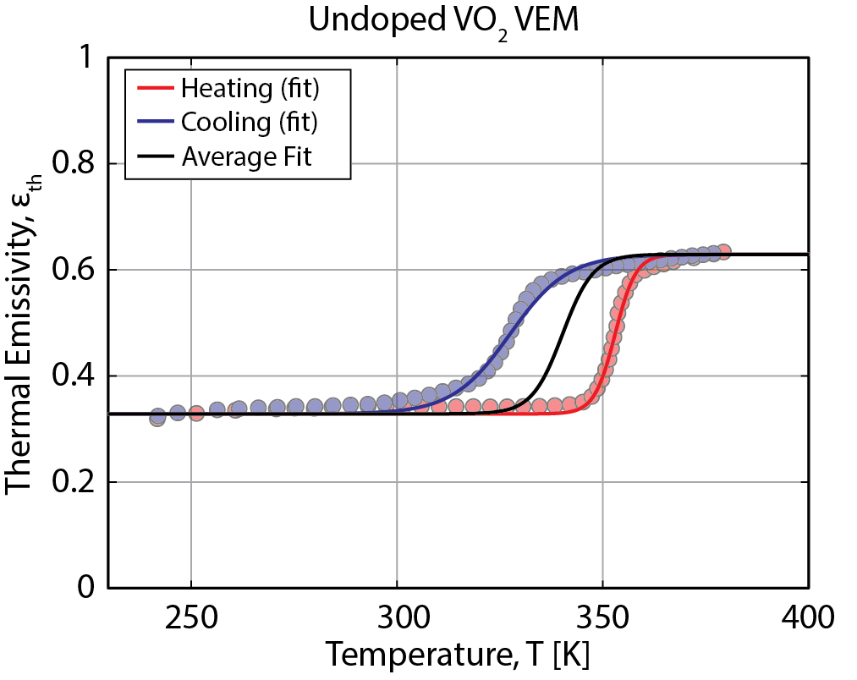 Undoped VO₂ VEM
Heating (fit)
Cooling (fit)
Average Fit
Thermal Emissivity, εₜₕ
1
0.8
0.6
0.4
0.2
0
250 300 350 400
Temperature, T [K]